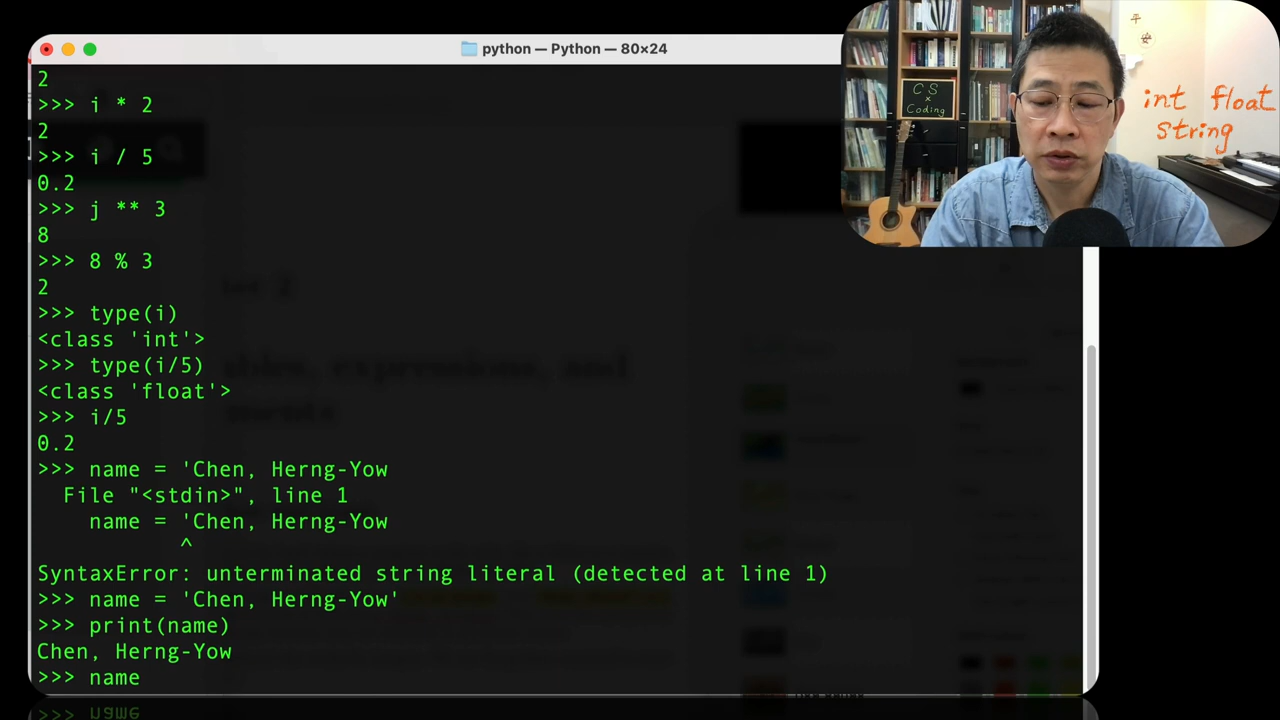 python — Python — 80×24
2
>>> i * 2
2
>>> i / 5
0.2
>>> j ** 3
8
>>> 8 % 3
2
>>> type(i)
<class 'int'>
>>> type(i/5)
<class 'float'>
>>> i/5
0.2
>>> name = 'Chen, Herng-Yow
  File "<stdin>", line 1
    name = 'Chen, Herng-Yow
           ^
SyntaxError: unterminated string literal (detected at line 1)
>>> name = 'Chen, Herng-Yow'
>>> print(name)
Chen, Herng-Yow
>>> name
CS
×
Coding
平
安
int float
string